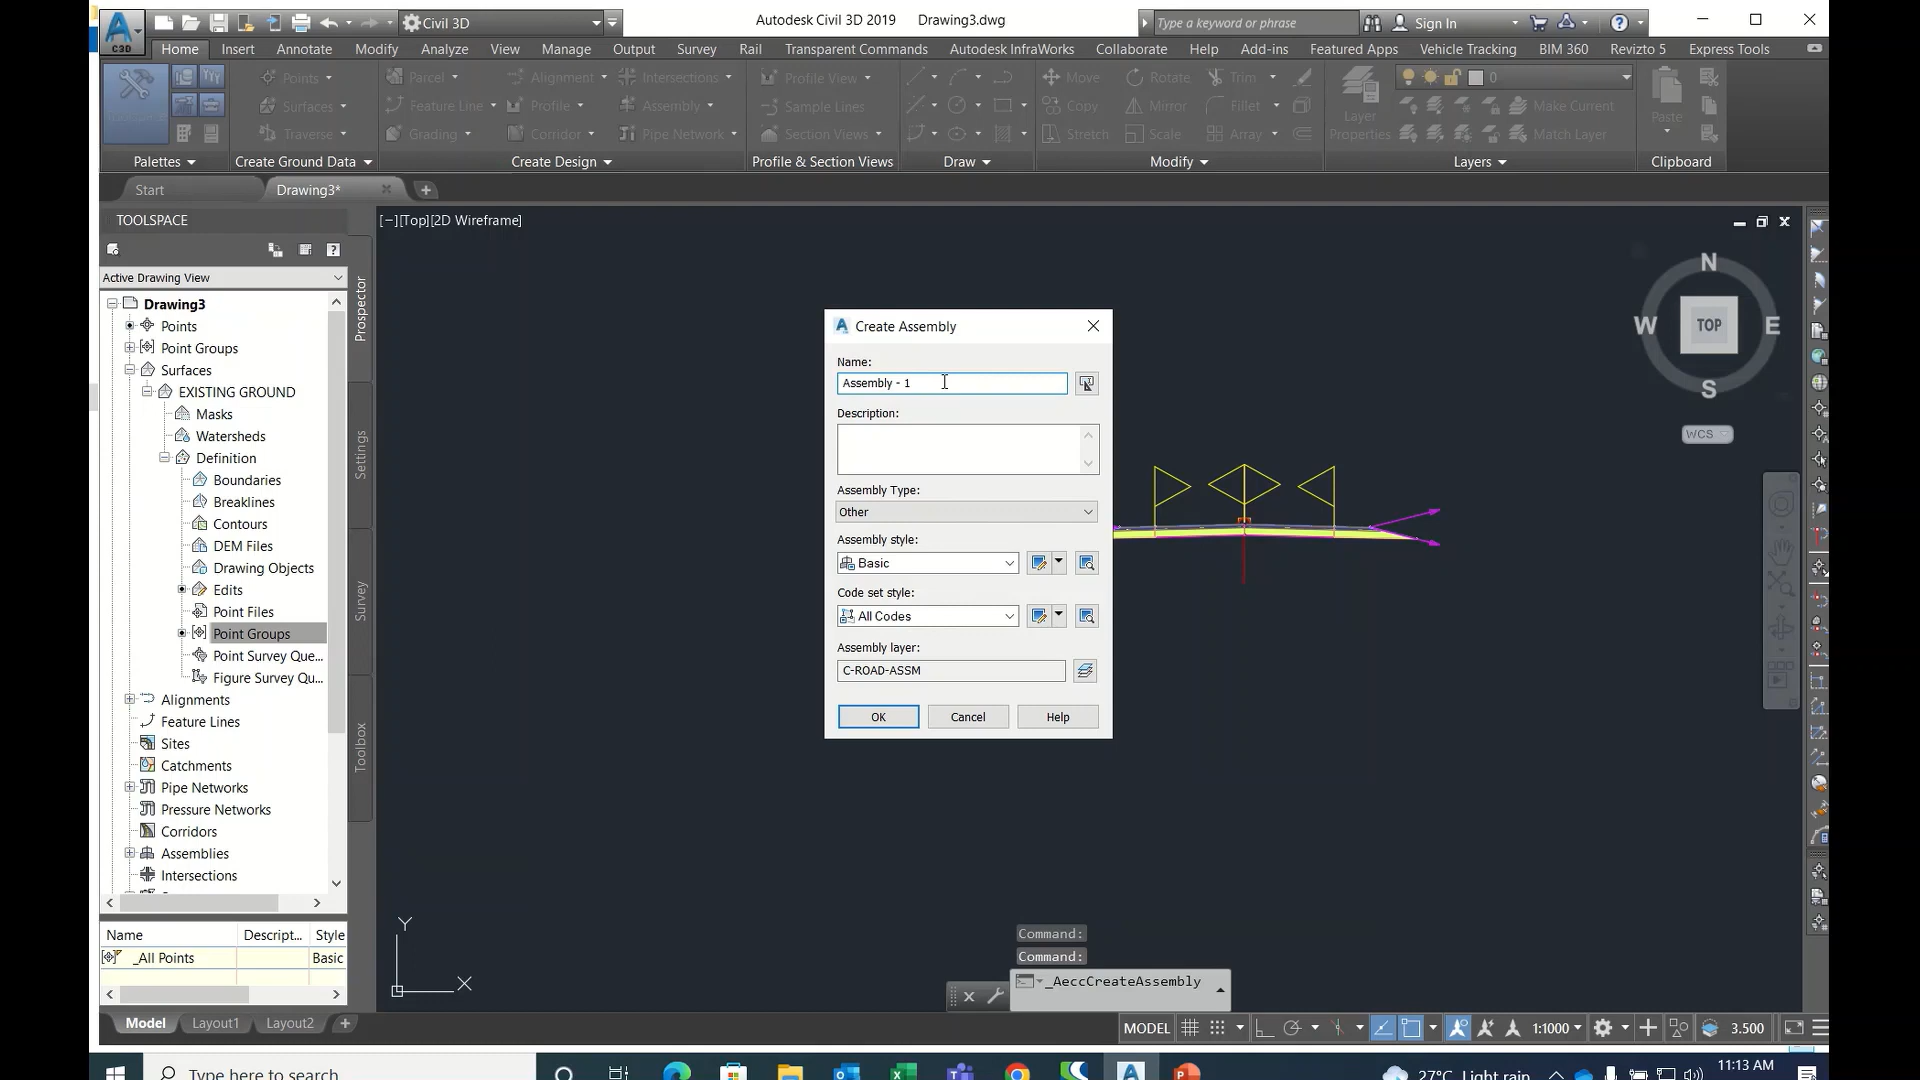 C3D
Civil 3D
Autodesk Civil 3D 2019 Drawing3.dwg
Type a keyword or phrase
Sign In
Home Insert Annotate Modify Analyze View Manage Output Survey Rail Transparent Commands Autodesk InfraWorks Collaborate Help Add-ins Featured Apps Vehicle Tracking BIM 360 Revizto 5 Express Tools
Points Parcel Alignment Intersections Profile View Move Rotate Trim 0
Surfaces Feature Line Profile Assembly Sample Lines Copy Mirror Fillet Make Current
Traverse Grading Corridor Pipe Network Section Views Stretch Scale Array Match Layer
Layer Properties
Paste
Palettes Create Ground Data Create Design Profile & Section Views Draw Modify Layers Clipboard
Start Drawing3*
TOOLSPACE
[−][Top][2D Wireframe]
Active Drawing View
Drawing3
Points
Point Groups
Surfaces
EXISTING GROUND
Masks
Watersheds
Definition
Boundaries
Breaklines
Contours
DEM Files
Drawing Objects
Edits
Point Files
Point Groups
Point Survey Que...
Figure Survey Qu...
Alignments
Feature Lines
Sites
Catchments
Pipe Networks
Pressure Networks
Corridors
Assemblies
Intersections
Prospector
Settings
Survey
Toolbox
Name Descript... Style
_All Points Basic
Create Assembly
Name:
Assembly - 1
Description:
Assembly Type:
Other
Assembly style:
Basic
Code set style:
All Codes
Assembly layer:
C-ROAD-ASSM
OK Cancel Help
N
W TOP E
S
WCS
Y
X
Command:
Command:
_AeccCreateAssembly
Model Layout1 Layout2
MODEL 1:1000 3.500
Type here to search
27°C Light rain
11:13 AM